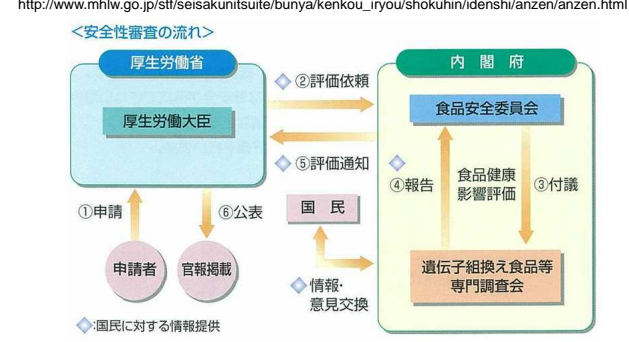 http://www.mhlw.go.jp/stf/seisakunitsuite/bunya/kenkou_iryou/shokuhin/idenshi/anzen/anzen.html
<安全性審査の流れ>
厚生労働省
内閣府
②評価依頼
厚生労働大臣
食品安全委員会
⑤評価通知
④報告
食品健康
影響評価
③付議
①申請
⑥公表
国民
申請者
官報掲載
遺伝子組換え食品等
専門調査会
情報・
意見交換
:国民に対する情報提供